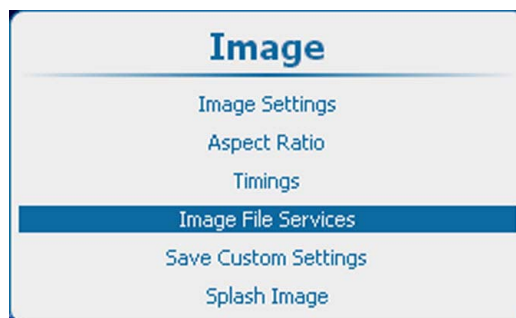 Image
Image Settings
Aspect Ratio
Timings
Image File Services
Save Custom Settings
Splash Image